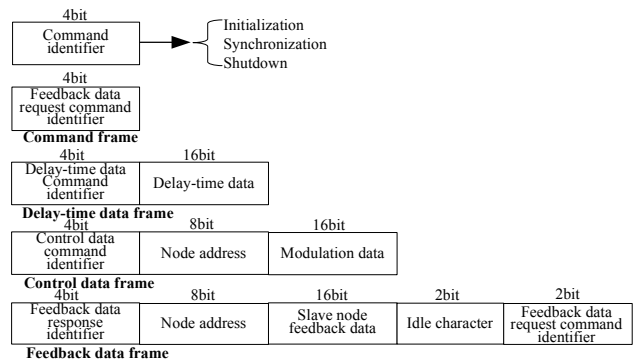 4bit
Command
identifier
Initialization
Synchronization
Shutdown
4bit
Feedback data
request command
identifier
Command frame
4bit
16bit
Delay-time data
Command
identifier
Delay-time data
Delay-time data frame
4bit
8bit
16bit
Control data
command
identifier
Node address
Modulation data
Control data frame
4bit
8bit
16bit
2bit
2bit
Feedback data
response
identifier
Node address
Slave node
feedback data
Idle character
Feedback data
request command
identifier
Feedback data frame